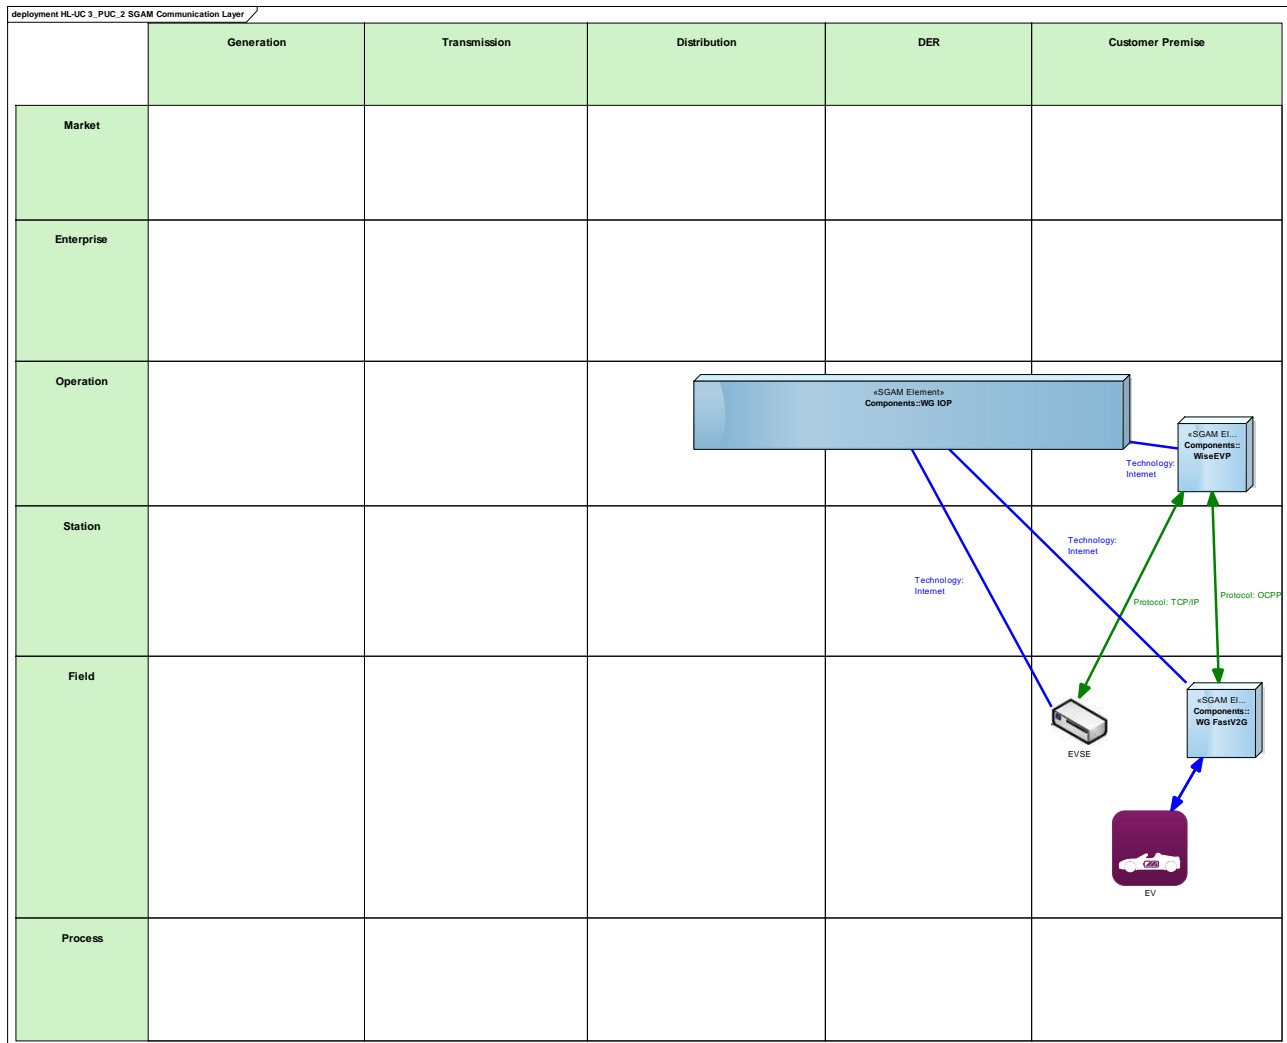 deployment HL-UC 3_PUC_2 SGAM Communication Layer
Generation
Transmission
Distribution
DER
Customer Premise
Market
Enterprise
Operation
«SGAM Element»
Components::WG IOP
«SGAM El...
Components::
WiseEVP
Technology:
Internet
Station
Technology:
Internet
Technology:
Internet
Protocol: TCP/IP
Protocol: OCPP
Field
«SGAM El...
Components::
WG FastV2G
EVSE
EV
Process